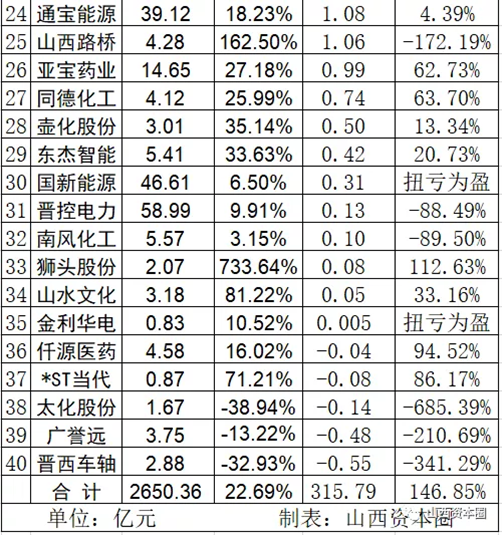 24 通宝能源 39.12 18.23% 1.08 4.39%
25 山西路桥 4.28 162.50% 1.06 -172.19%
26 亚宝药业 14.65 27.18% 0.99 62.73%
27 同德化工 4.12 25.99% 0.74 63.70%
28 壶化股份 3.01 35.14% 0.50 13.34%
29 东杰智能 5.41 33.63% 0.42 20.73%
30 国新能源 46.61 6.50% 0.31 扭亏为盈
31 晋控电力 58.99 9.91% 0.13 -88.49%
32 南风化工 5.57 3.15% 0.10 -89.50%
33 狮头股份 2.07 733.64% 0.08 112.63%
34 山水文化 3.18 81.22% 0.05 33.16%
35 金利华电 0.83 10.52% 0.005 扭亏为盈
36 仟源医药 4.58 16.02% -0.04 94.52%
37 *ST当代 0.87 71.21% -0.08 86.17%
38 太化股份 1.67 -38.94% -0.14 -685.39%
39 广誉远 3.75 -13.22% -0.48 -210.69%
40 晋西车轴 2.88 -32.93% -0.55 -341.29%
合 计 2650.36 22.69% 315.79 146.85%
单位：亿元 制表：山西资本圈
山西资本圈